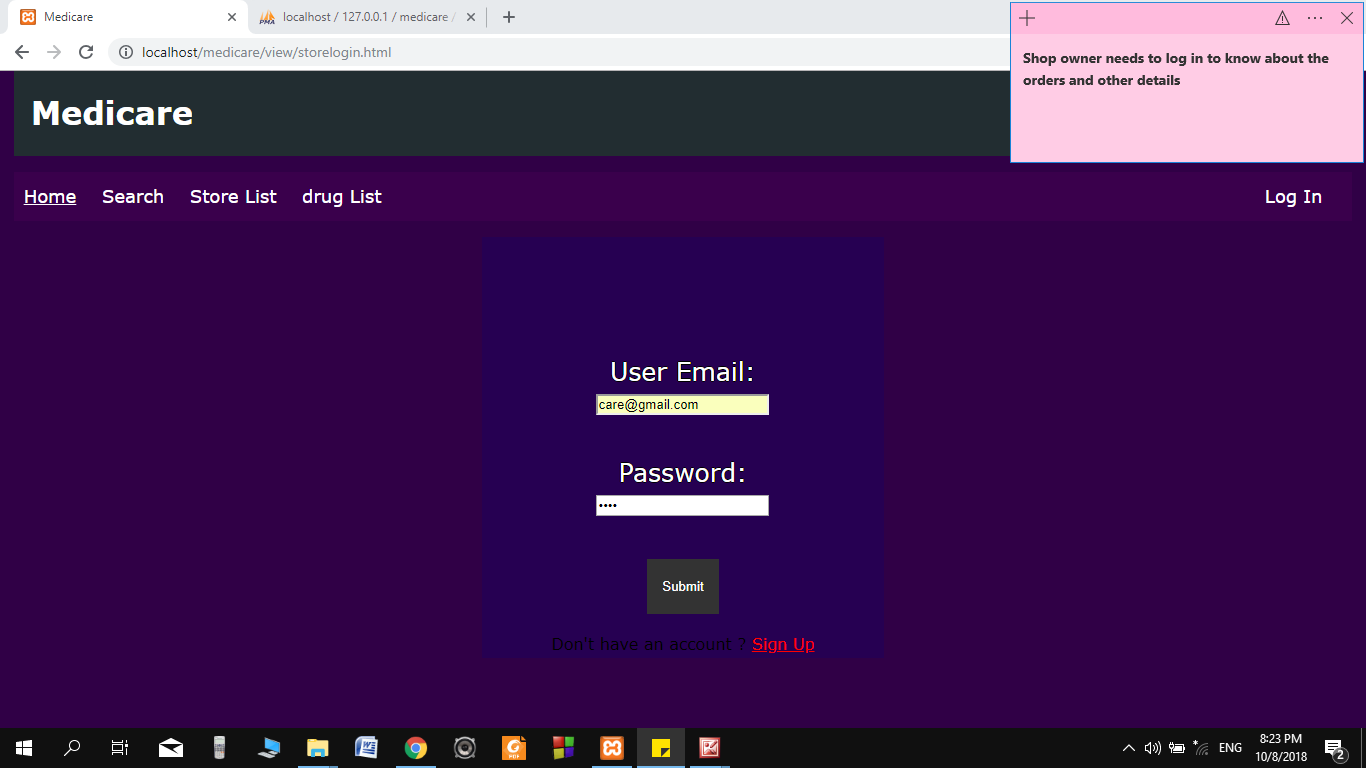 Medicare
localhost / 127.0.0.1 / medicare /
localhost/medicare/view/storelogin.html
Shop owner needs to log in to know about the
orders and other details
Medicare
Home Search Store List drug List Log In
User Email:
care@gmail.com
Password:
••••
Submit
Don't have an account ? Sign Up
ENG
8:23 PM
10/8/2018
2